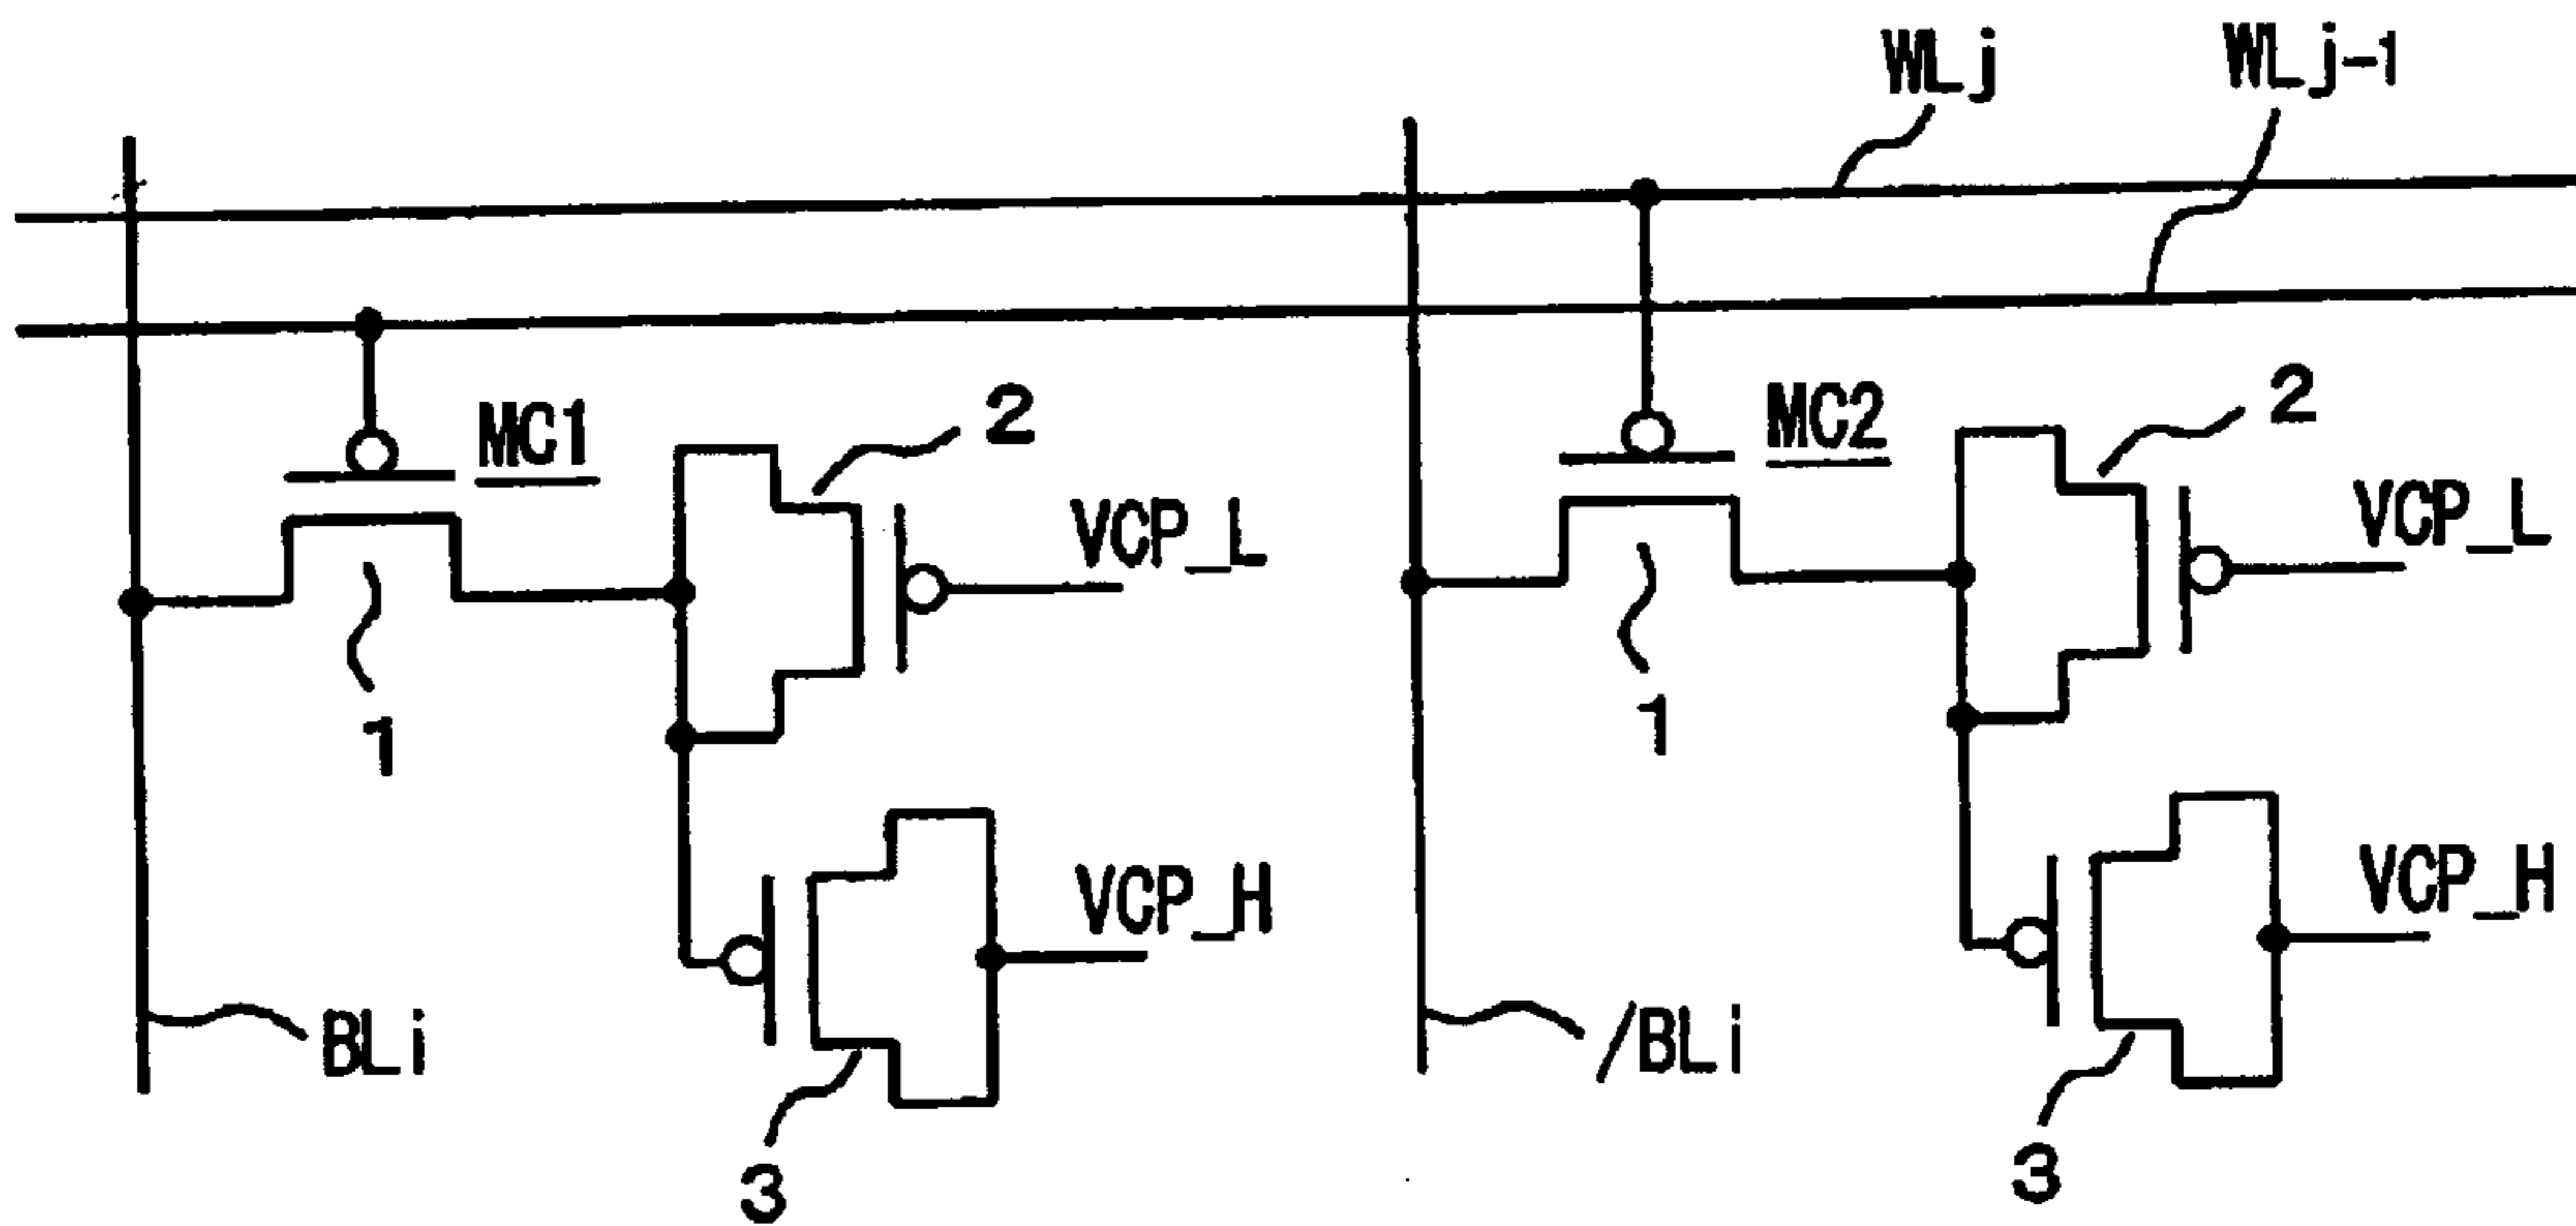 WLj
WLj-1
MC1
2
MC2
2
VCP_L
VCP_L
1
1
VCP_H
VCP_H
BLi
/BLi
3
3